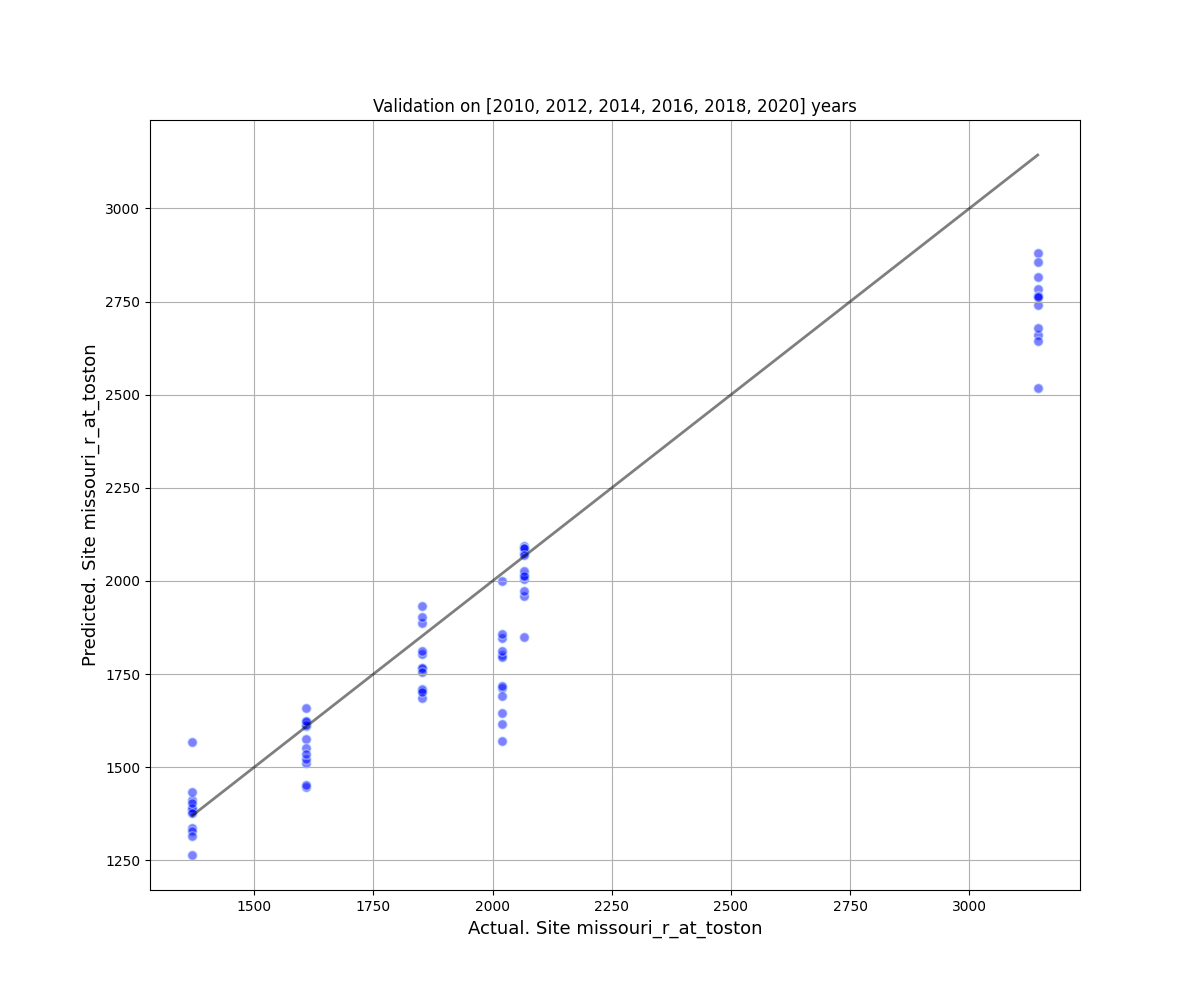 Validation on [2010, 2012, 2014, 2016, 2018, 2020] years
3000
2750
2500
2250
2000
1750
1500
1250
Predicted. Site missouri_r_at_toston
1500 1750 2000 2250 2500 2750 3000
Actual. Site missouri_r_at_toston